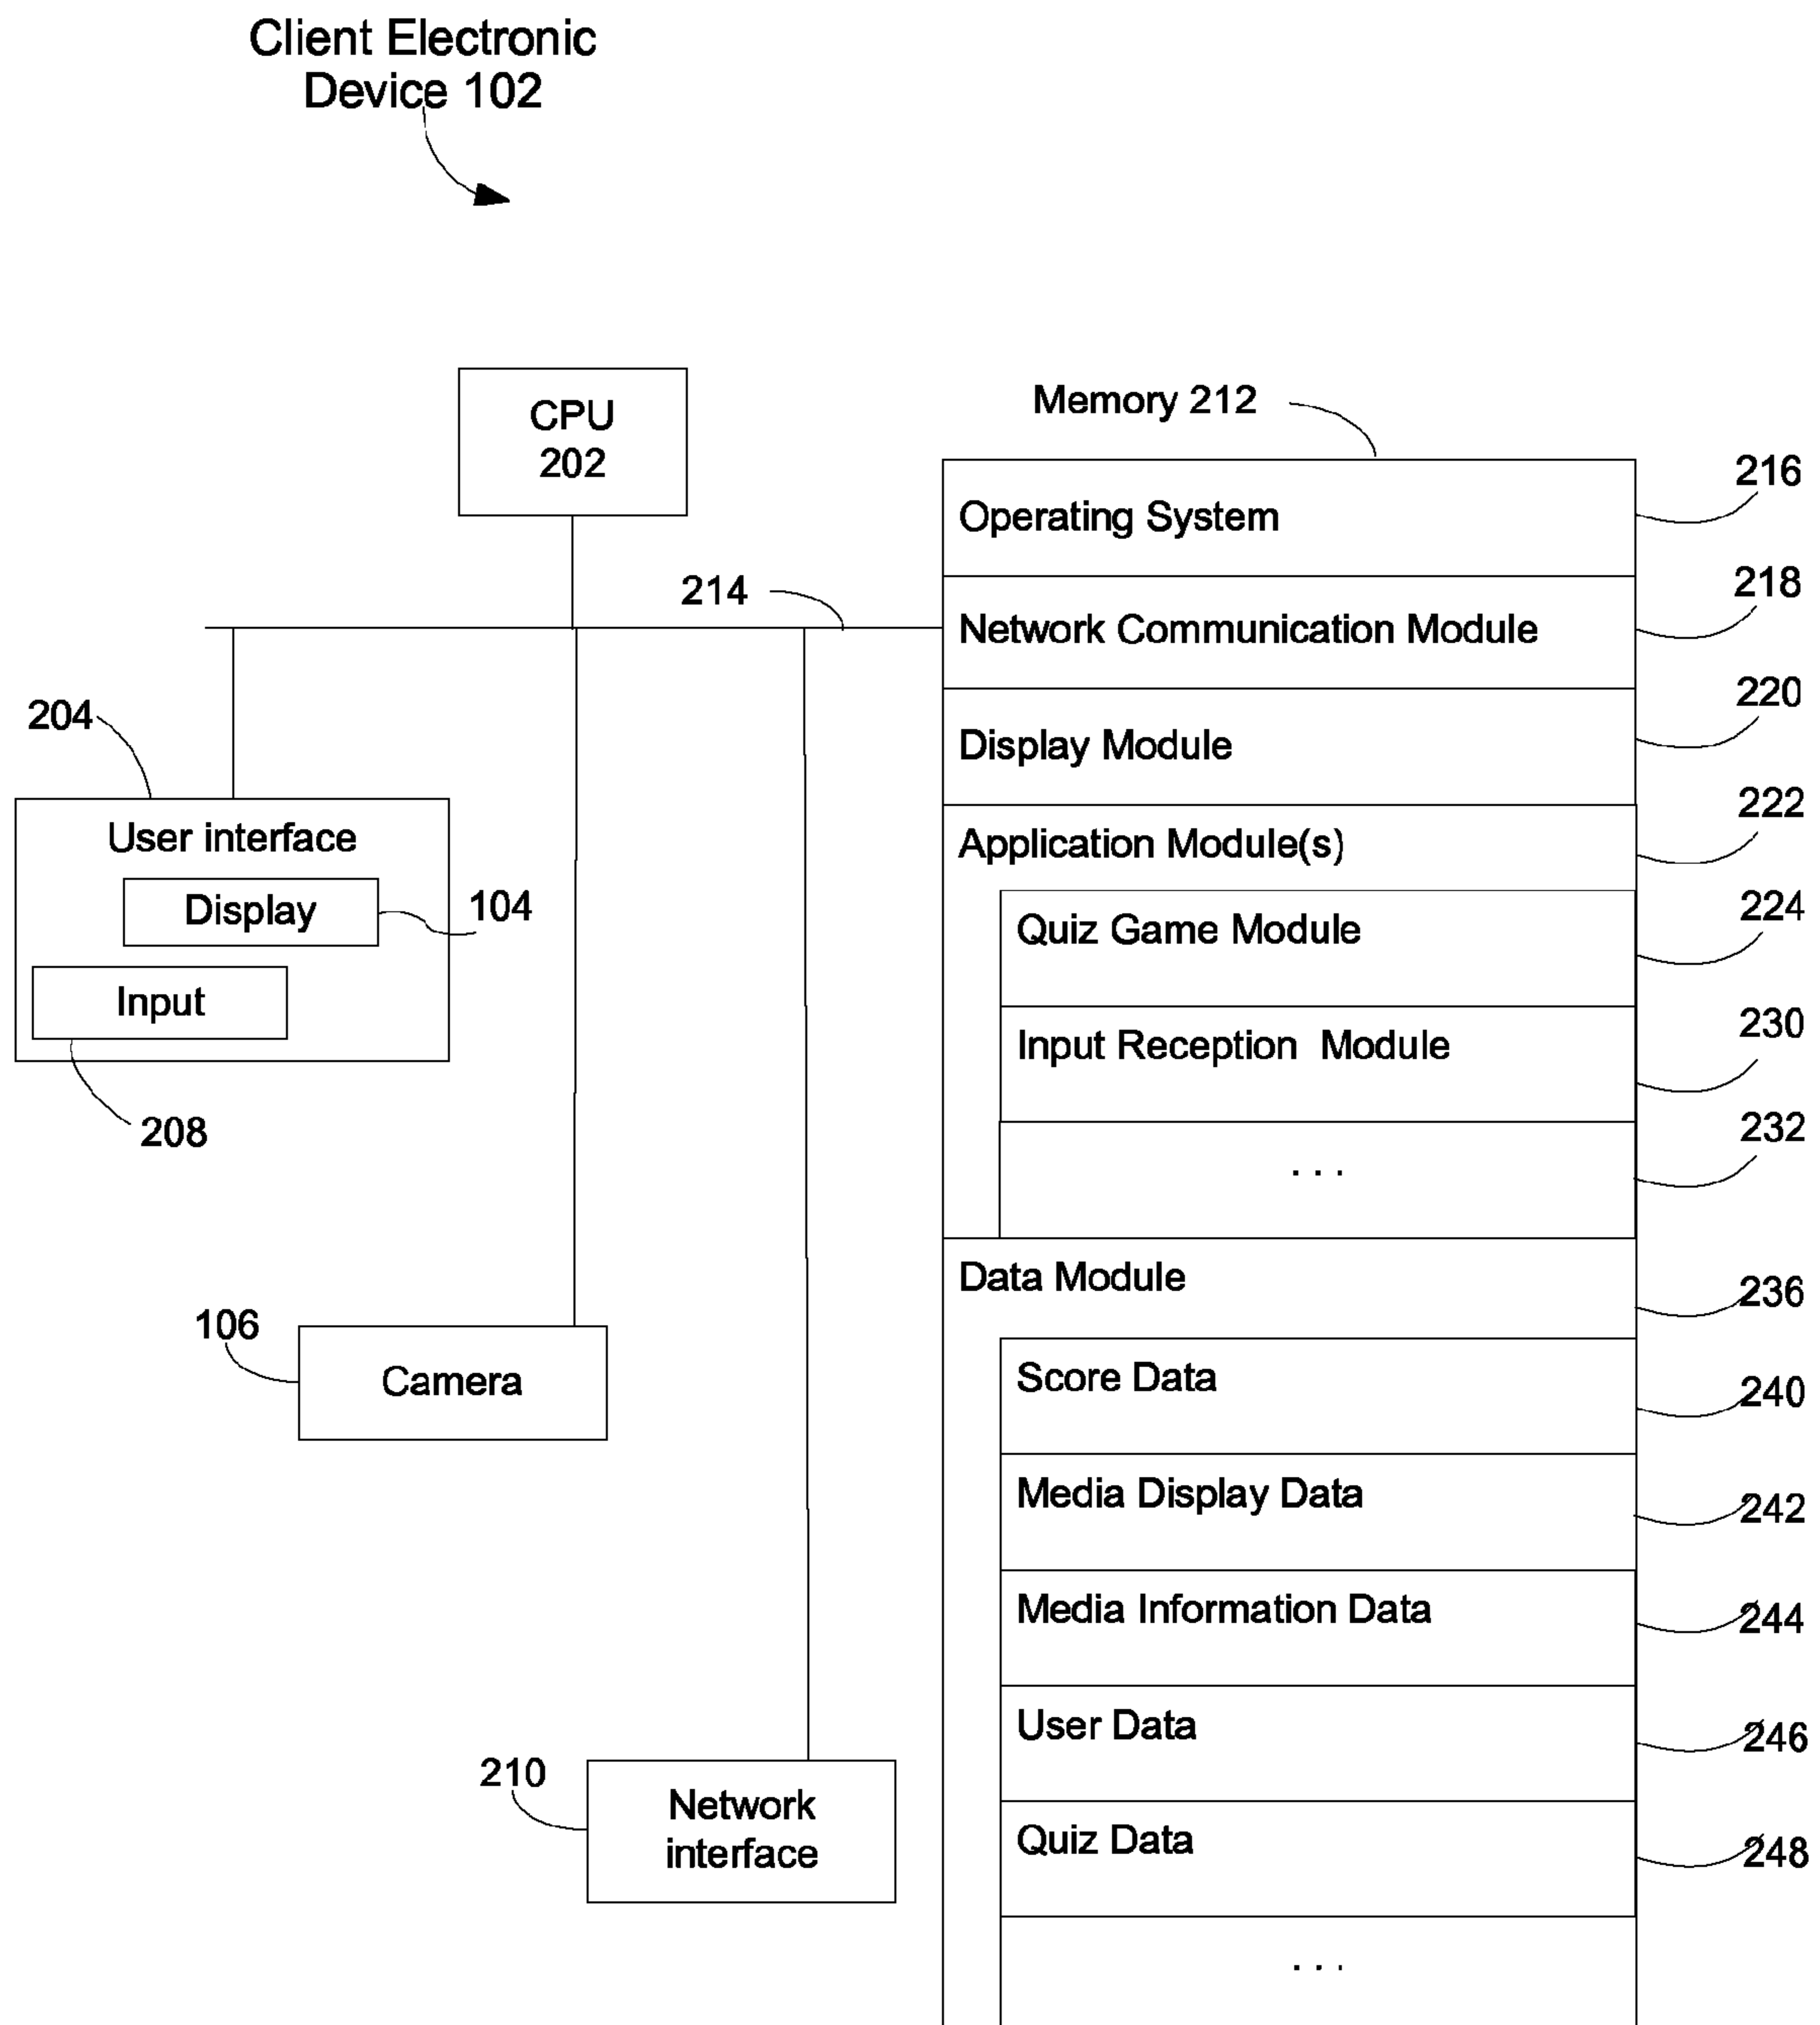 Client Electronic
Device 102
CPU
202
Memory 212
Operating System
216
214
Network Communication Module
218
204
Display Module
220
User interface
Display
104
Input
208
Application Module(s)
222
Quiz Game Module
224
Input Reception Module
230
. . .
232
Data Module
236
106
Camera
Score Data
240
Media Display Data
242
Media Information Data
244
210
Network
interface
User Data
246
Quiz Data
248
. . .